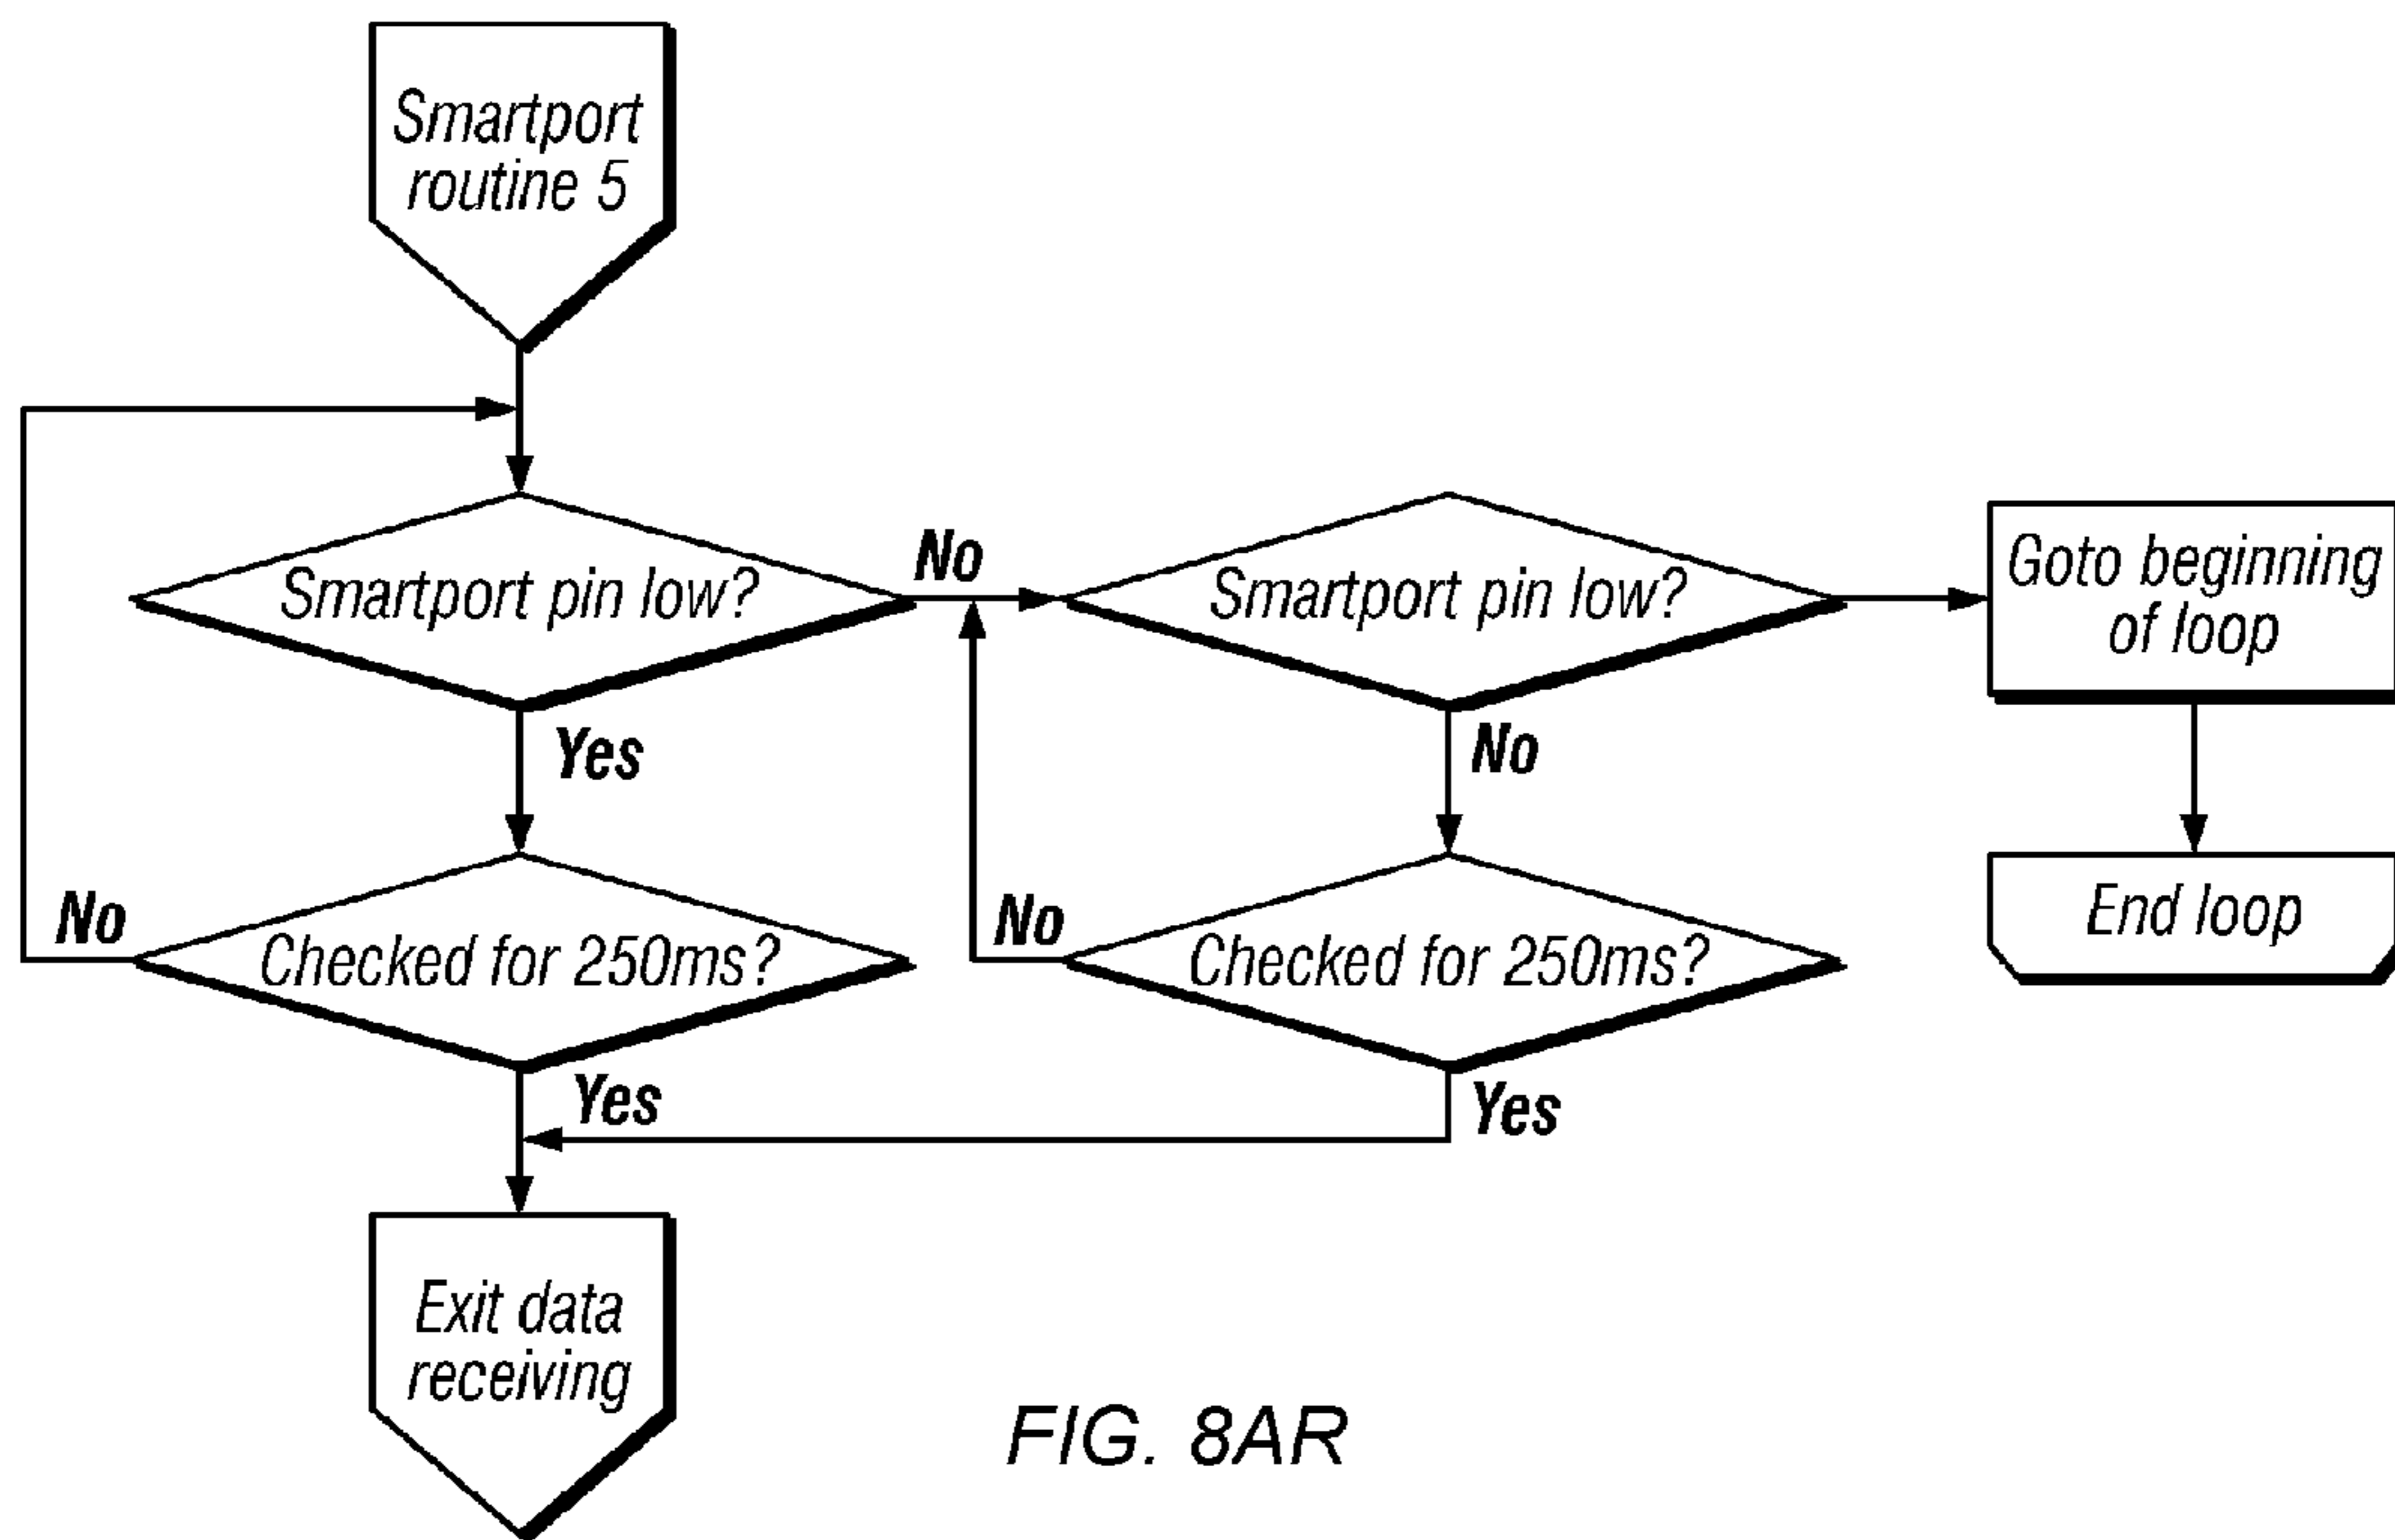 Smartport
routine 5
Smartport pin low?
No
Smartport pin low?
Goto beginning
of loop
Yes
No
No
Checked for 250ms?
No
Checked for 250ms?
End loop
Yes
Yes
Exit data
receiving
FIG. 8AR